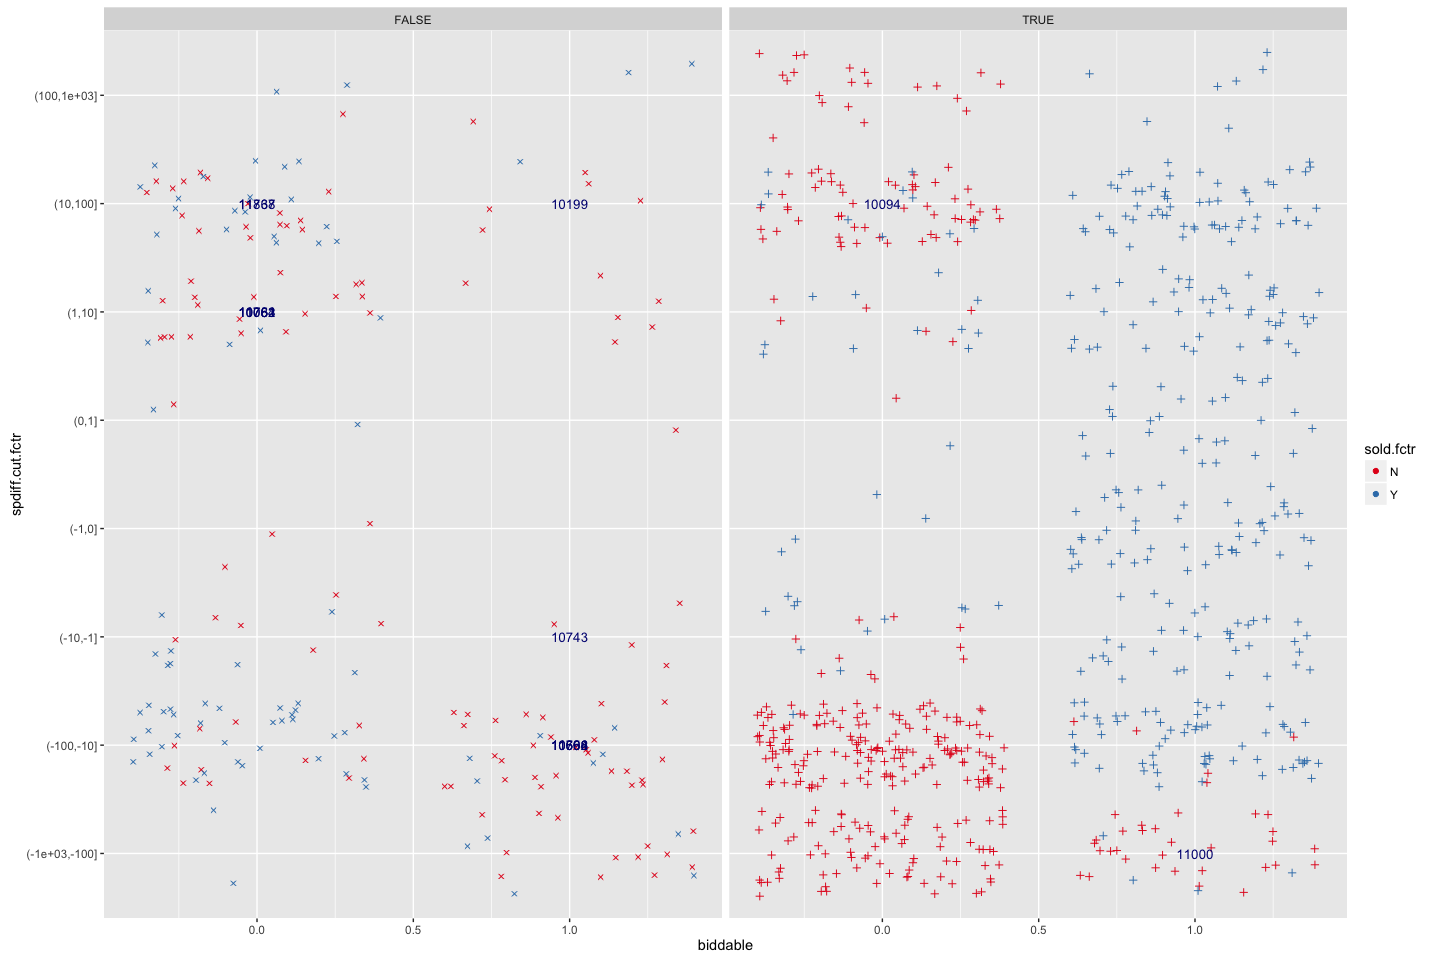 FALSE
TRUE
(100,1e+03]
(10,100]
(1,10]
(0,1]
(-1,0]
(-10,-1]
(-100,-10]
(-1e+03,-100]
spdiff.cut.fctr
10199
10094
10743
11000
0.0
0.5
1.0
0.0
0.5
1.0
biddable
sold.fctr
N
Y